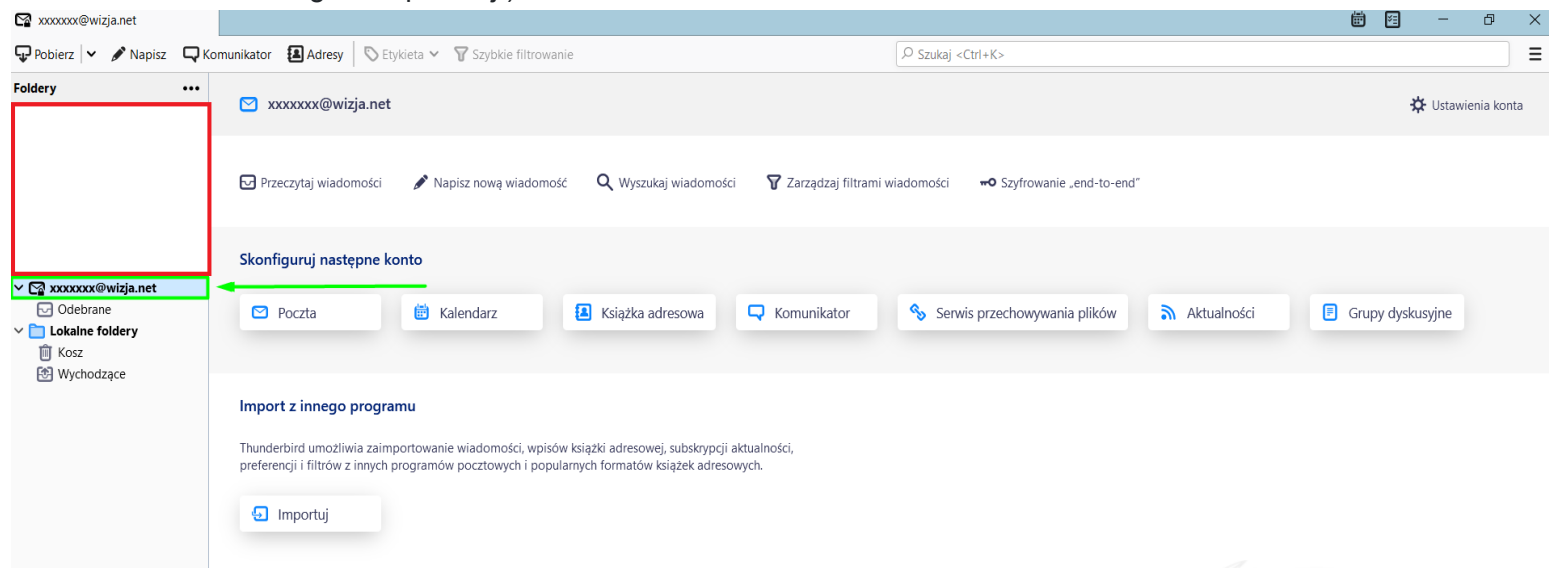 xxxxxxx@wizja.net
Pobierz Napisz Komunikator Adresy Etykieta Szybkie filtrowanie Szukaj <Ctrl+K>
Foldery
xxxxxxx@wizja.net Ustawienia konta
Przeczytaj wiadomości Napisz nową wiadomość Wyszukaj wiadomości Zarządzaj filtrami wiadomości Szyfrowanie „end-to-end”
Skonfiguruj następne konto
xxxxxxx@wizja.net
Odebrane
Lokalne foldery
Kosz
Wychodzące
Poczta Kalendarz Książka adresowa Komunikator Serwis przechowywania plików Aktualności Grupy dyskusyjne
Import z innego programu
Thunderbird umożliwia zaimportowanie wiadomości, wpisów książki adresowej, subskrypcji aktualności,
preferencji i filtrów z innych programów pocztowych i popularnych formatów książek adresowych.
Importuj